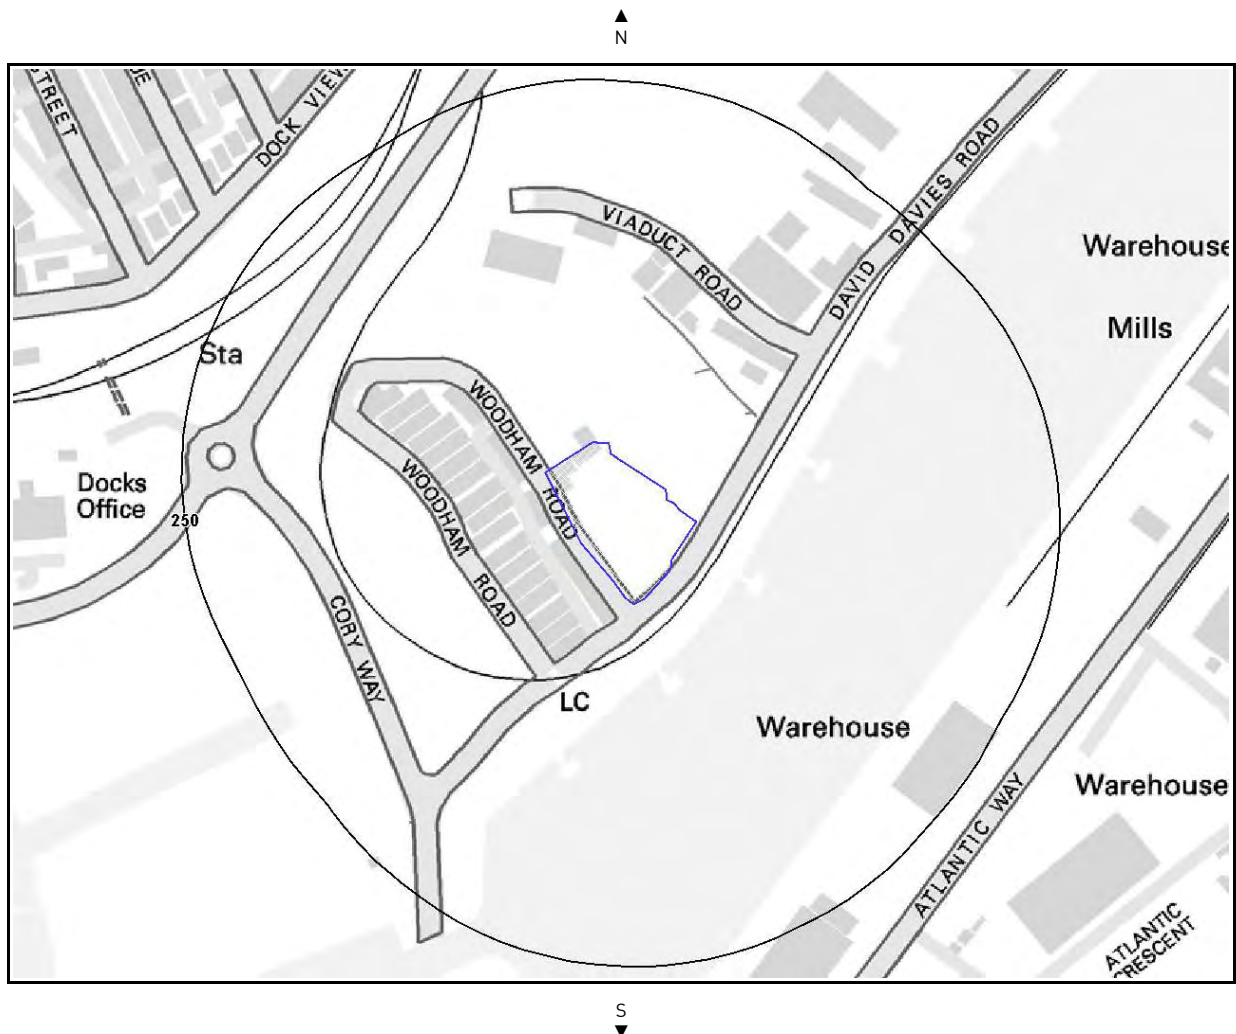 N
STREET
DOCK VIEW
DAVIES ROAD
DAVID
VIADUCT ROAD
Warehouse
Mills
Sta
WOODHAM ROAD
WOODHAM ROAD
Docks
Office
250
CORY WAY
LC
Warehouse
Warehouse
ATLANTIC WAY
ATLANTIC
CRESCENT
S